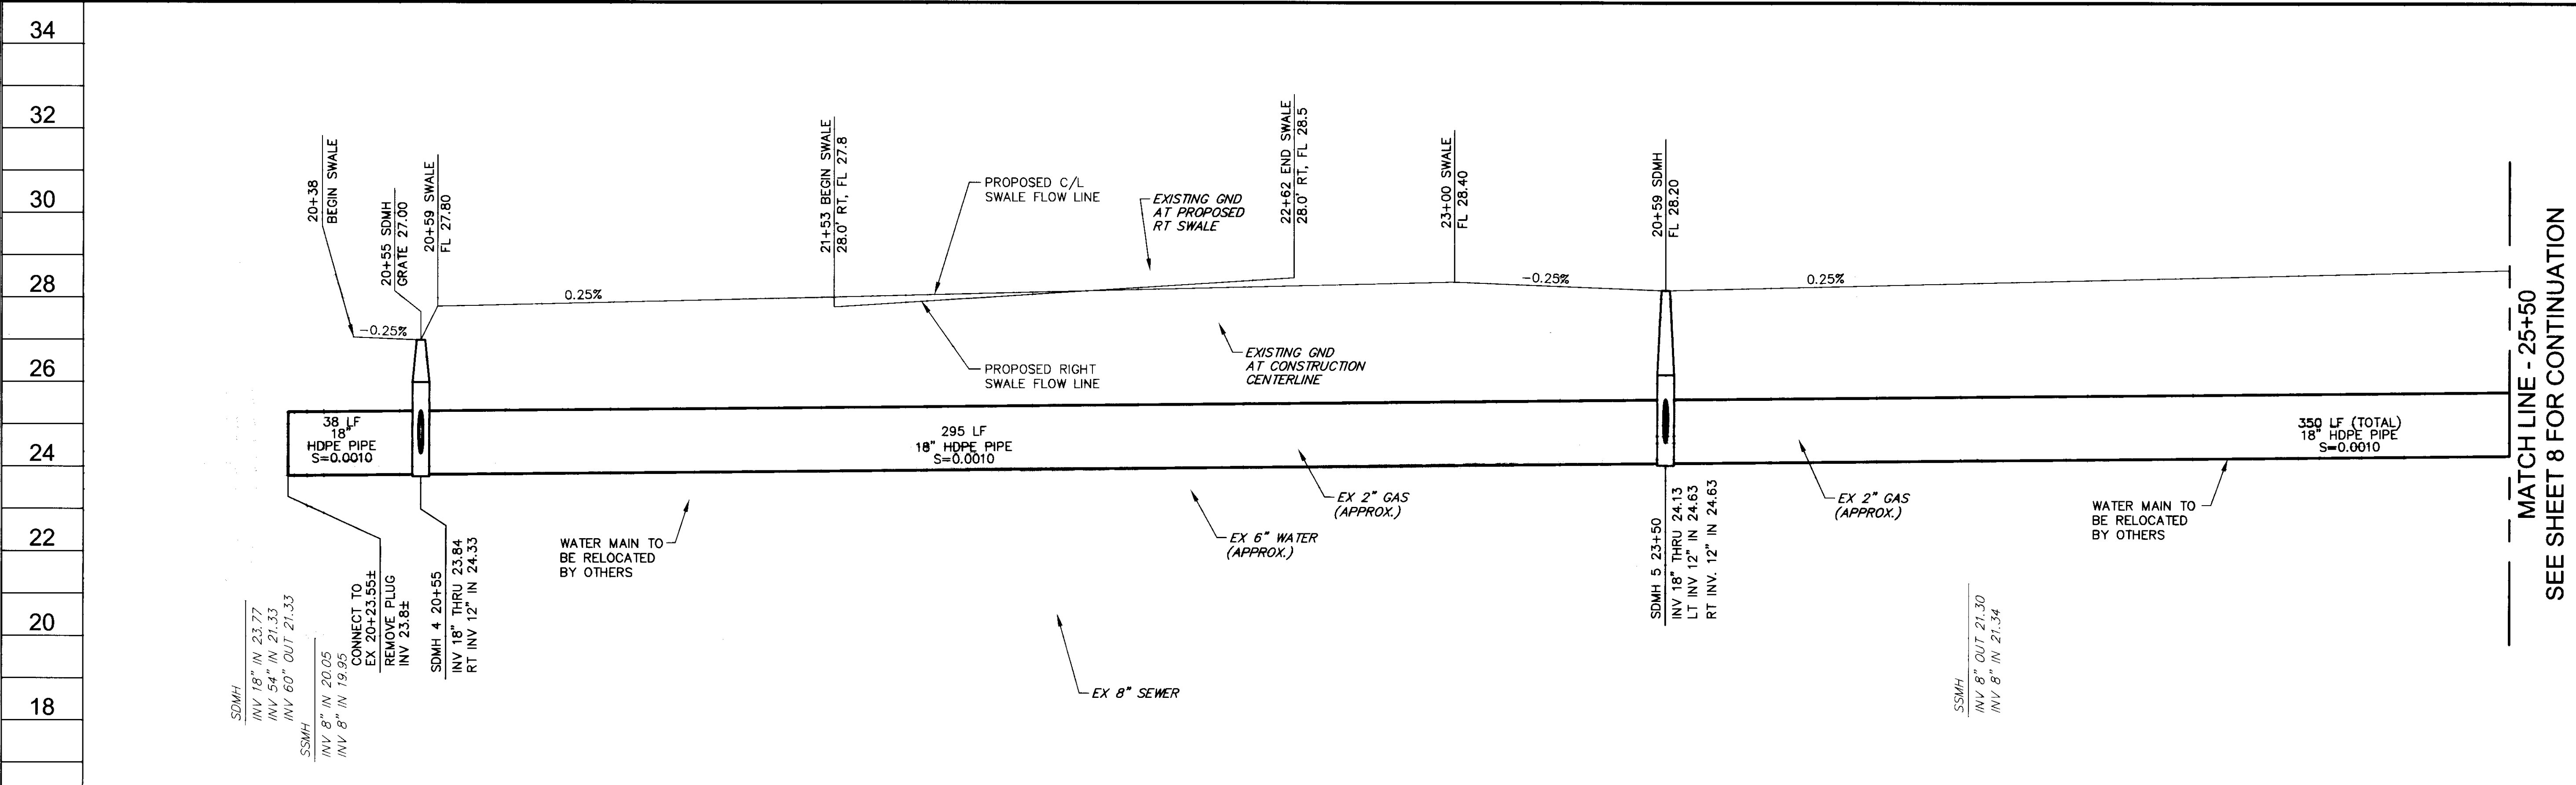 34
32
30
28
26
24
22
20
18
20+38
BEGIN SWALE
20+55 SDMH
GRATE 27.00
20+59 SWALE
FL 27.80
21+53 BEGIN SWALE
28.0' RT, FL 27.8
PROPOSED C/L
SWALE FLOW LINE
EXISTING GND
AT PROPOSED
RT SWALE
22+62 END SWALE
28.0' RT, FL 28.5
23+00 SWALE
FL 28.40
20+59 SDMH
FL 28.20
-0.25%
0.25%
-0.25%
0.25%
PROPOSED RIGHT
SWALE FLOW LINE
EXISTING GND
AT CONSTRUCTION
CENTERLINE
38 LF
18"
HDPE PIPE
S=0.0010
295 LF
18" HDPE PIPE
S=0.0010
350 LF (TOTAL)
18" HDPE PIPE
S=0.0010
WATER MAIN TO
BE RELOCATED
BY OTHERS
EX 6" WATER
(APPROX.)
EX 2" GAS
(APPROX.)
EX 2" GAS
(APPROX.)
WATER MAIN TO
BE RELOCATED
BY OTHERS
EX 8" SEWER
SDMH
INV 18" IN 23.77
INV 54" IN 21.33
INV 60" OUT 21.33
SSMH
INV 8" IN 20.05
INV 8" IN 19.95
CONNECT TO
EX 20+23.55±
REMOVE PLUG
INV 23.8±
SDMH 4 20+55
INV 18" THRU 23.84
RT INV 12" IN 24.33
SDMH 5 23+50
INV 18" THRU 24.13
LT INV 12" IN 24.63
RT INV. 12" IN 24.63
SSMH
INV 8" OUT 21.30
INV 8" IN 21.34
MATCH LINE - 25+50
SEE SHEET 8 FOR CONTINUATION